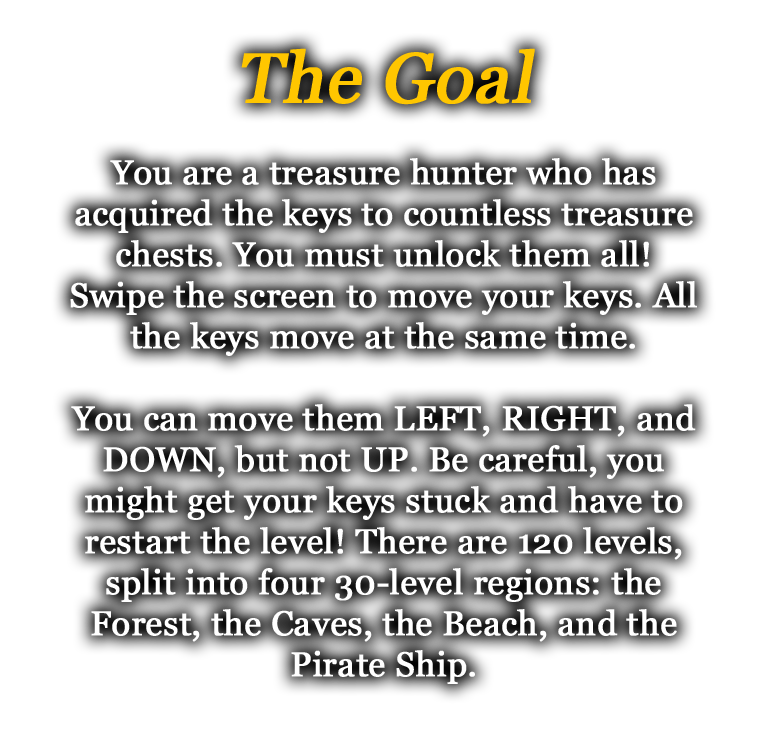 The Goal
You are a treasure hunter who has
acquired the keys to countless treasure
chests. You must unlock them all!
Swipe the screen to move your keys. All
the keys move at the same time.
You can move them LEFT, RIGHT, and
DOWN, but not UP. Be careful, you
might get your keys stuck and have to
restart the level! There are 120 levels,
split into four 30-level regions: the
Forest, the Caves, the Beach, and the
Pirate Ship.